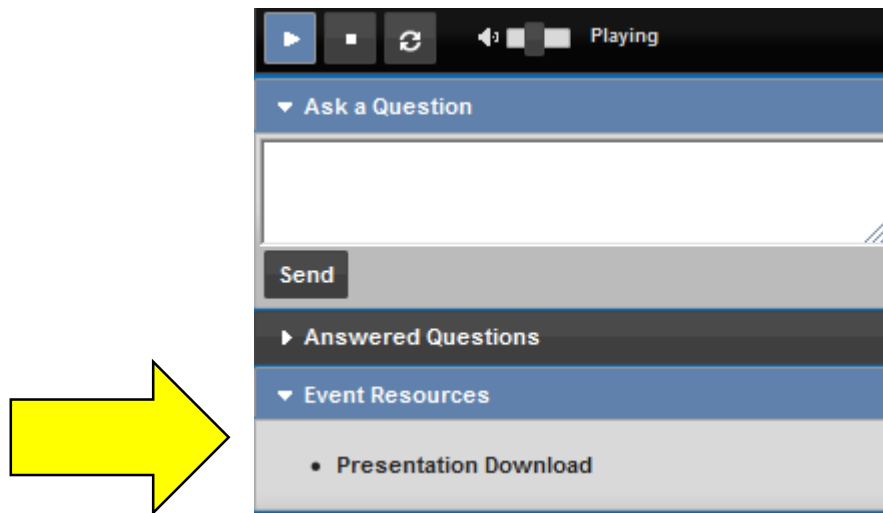 Playing
Ask a Question
Send
Answered Questions
Event Resources
Presentation Download